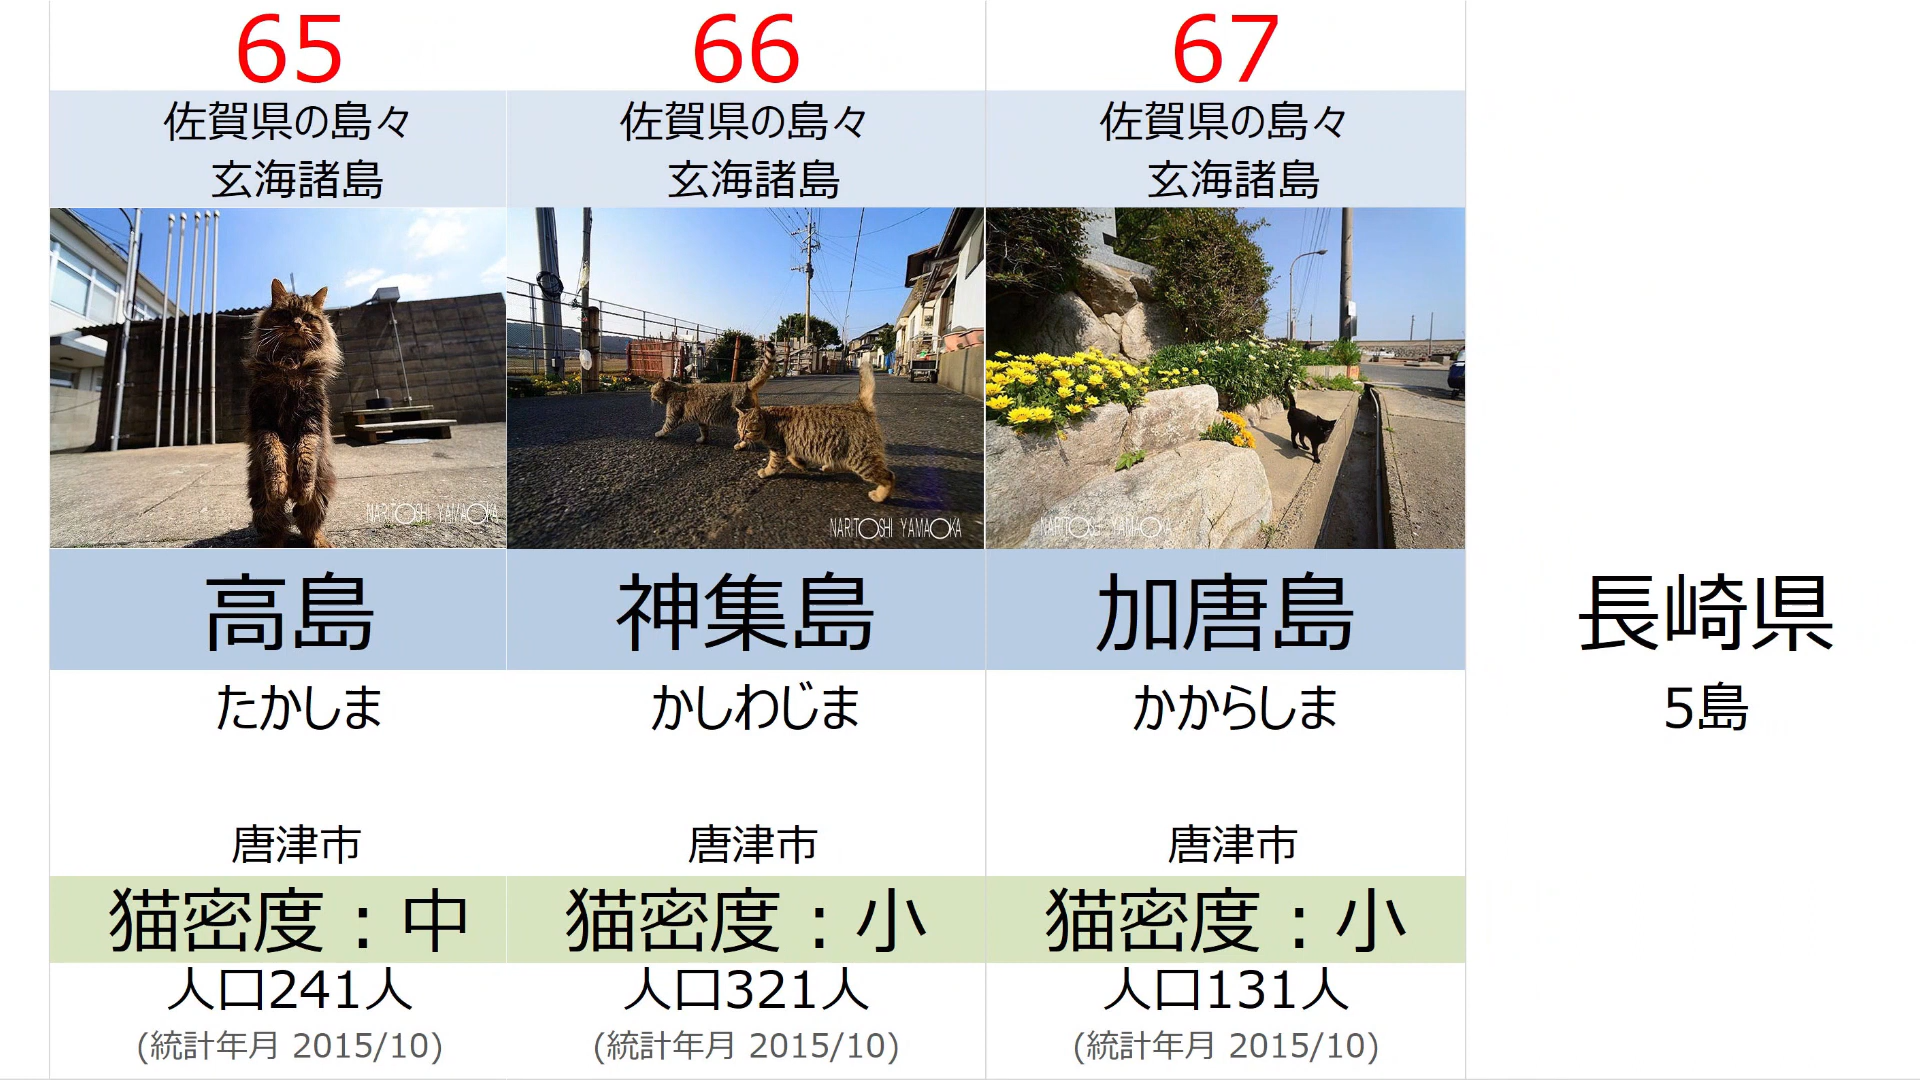 65
佐賀県の島々
玄海諸島
NARITOSHI YAMAOKA
高島
たかしま
唐津市
猫密度：中
人口241人
(統計年月 2015/10)
66
佐賀県の島々
玄海諸島
NARITOSHI YAMAOKA
神集島
かしわじま
唐津市
猫密度：小
人口321人
(統計年月 2015/10)
67
佐賀県の島々
玄海諸島
NARITOSHI YAMAOKA
加唐島
かからしま
唐津市
猫密度：小
人口131人
(統計年月 2015/10)
長崎県
5島